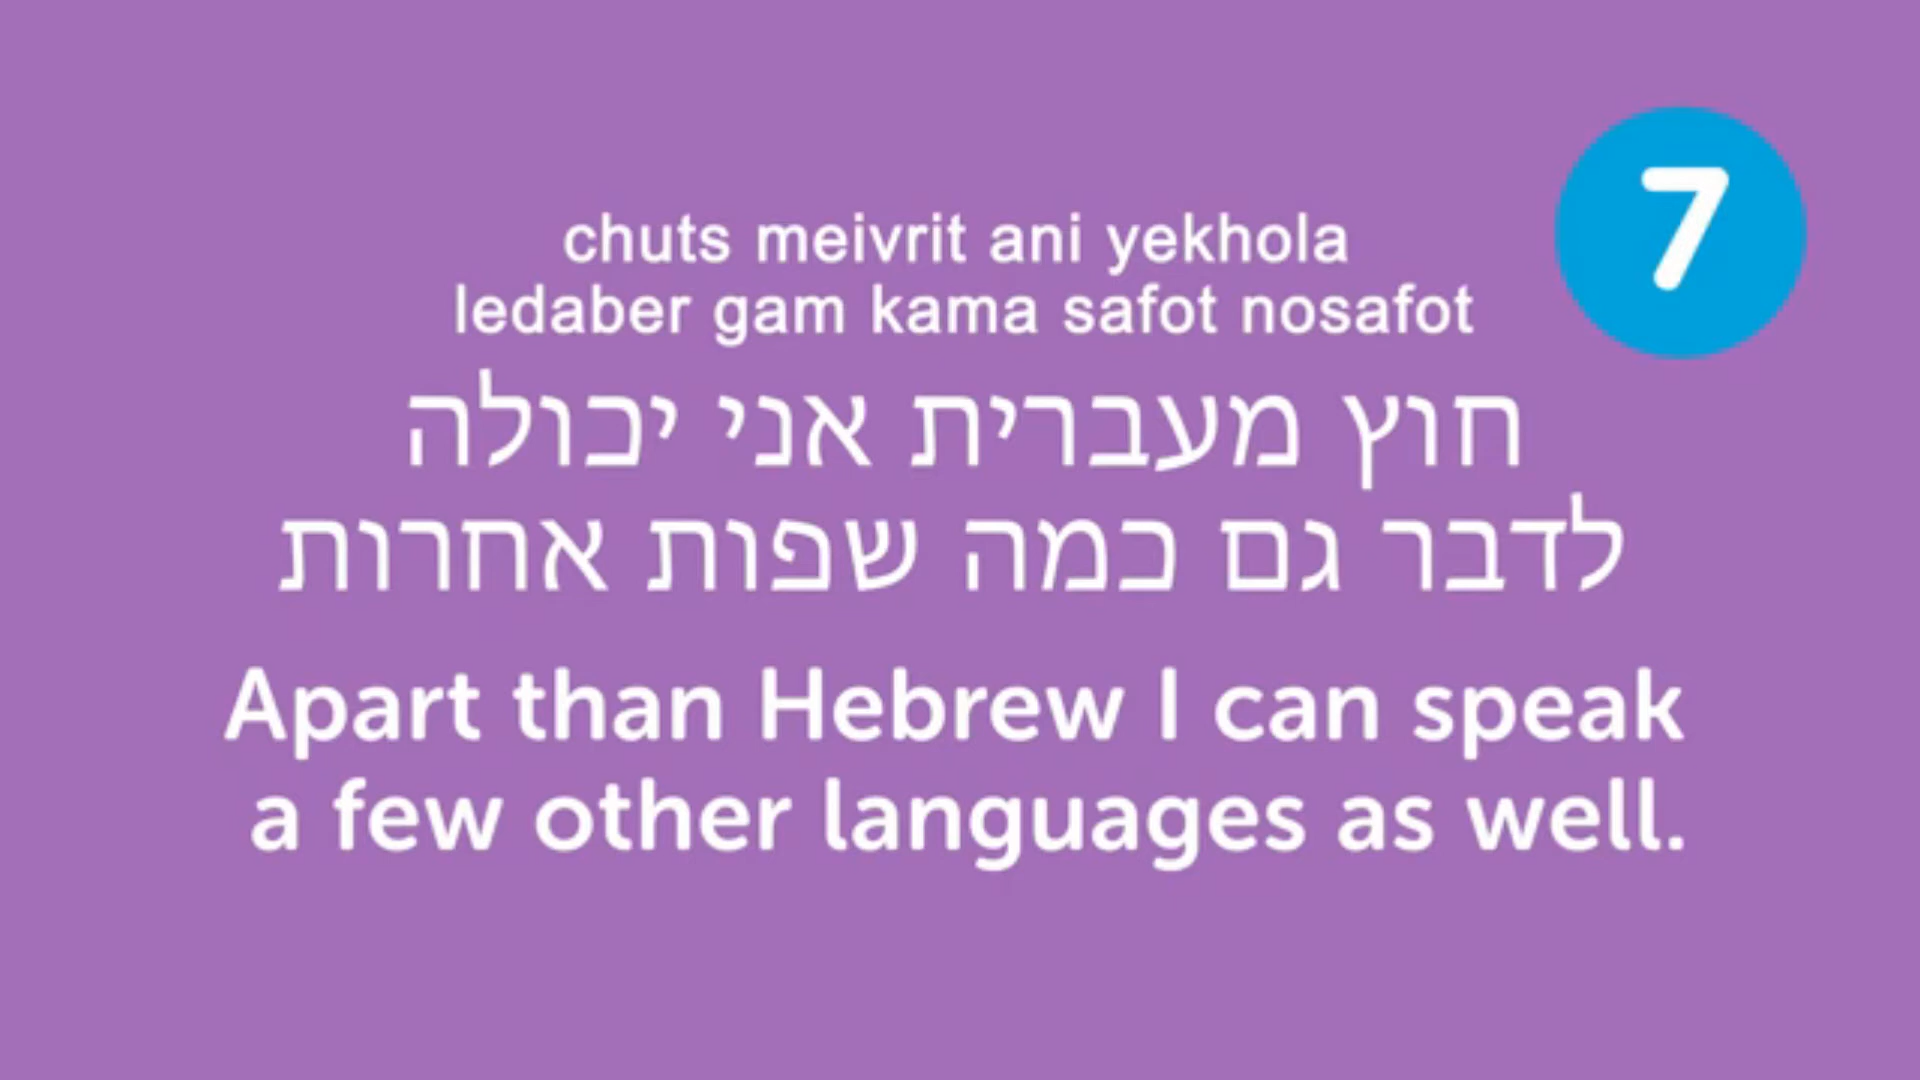 7
chuts meivrit ani yekhola
ledaber gam kama safot nosafot
חוץ מעברית אני יכולה
לדבר גם כמה שפות אחרות
Apart than Hebrew I can speak
a few other languages as well.